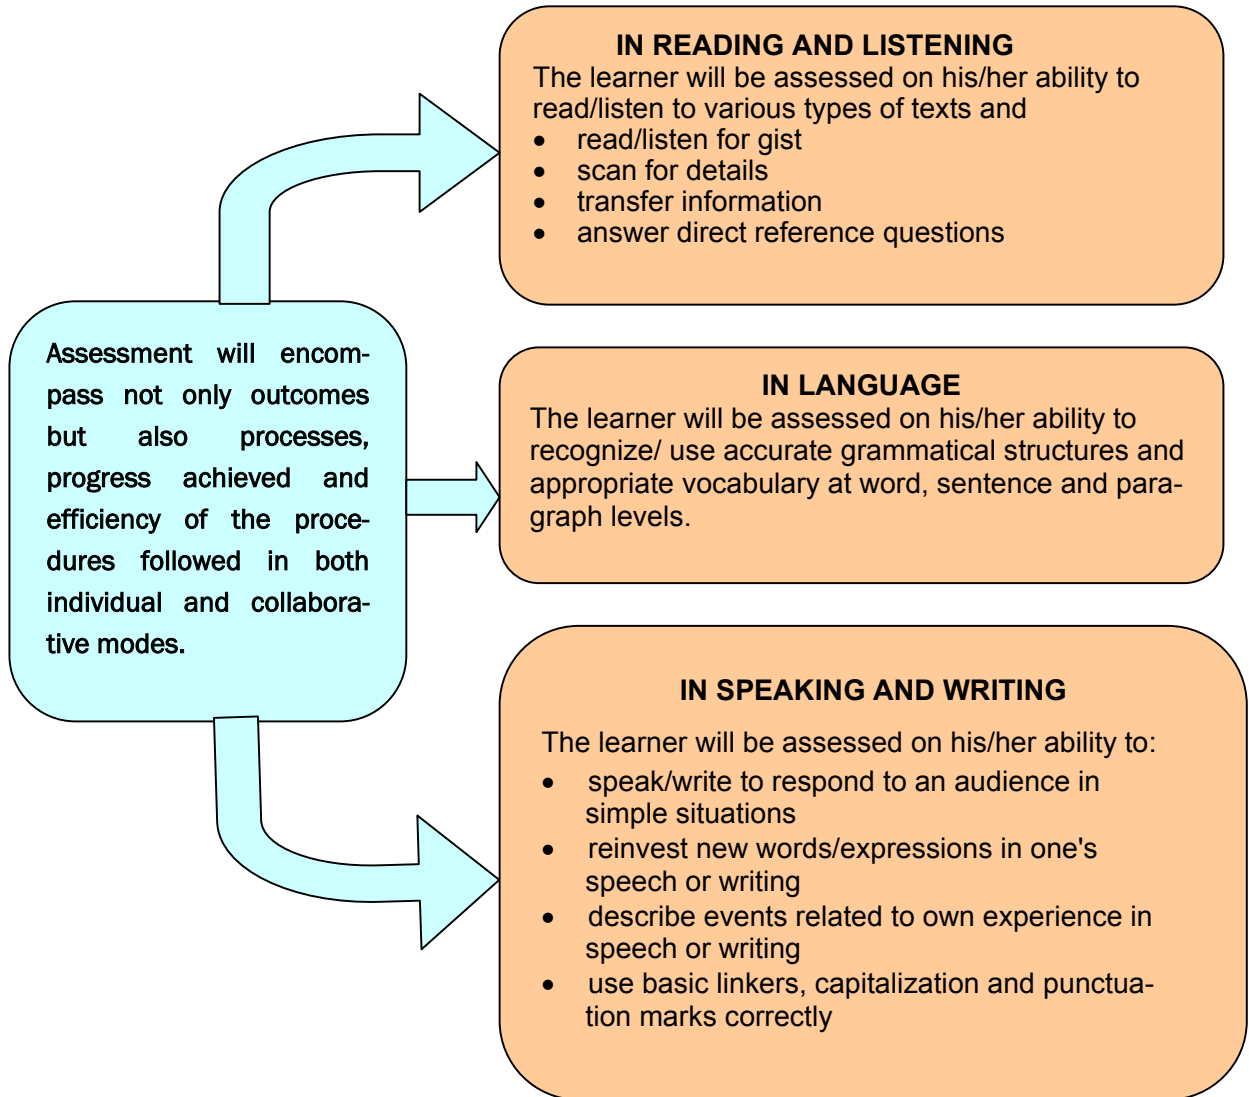 IN READING AND LISTENING
The learner will be assessed on his/her ability to
read/listen to various types of texts and
• read/listen for gist
• scan for details
• transfer information
• answer direct reference questions
Assessment will encom-
pass not only outcomes
but also processes,
progress achieved and
efficiency of the proce-
dures followed in both
individual and collabora-
tive modes.
IN LANGUAGE
The learner will be assessed on his/her ability to
recognize/ use accurate grammatical structures and
appropriate vocabulary at word, sentence and para-
graph levels.
IN SPEAKING AND WRITING
The learner will be assessed on his/her ability to:
• speak/write to respond to an audience in
simple situations
• reinvest new words/expressions in one's
speech or writing
• describe events related to own experience in
speech or writing
• use basic linkers, capitalization and punctua-
tion marks correctly